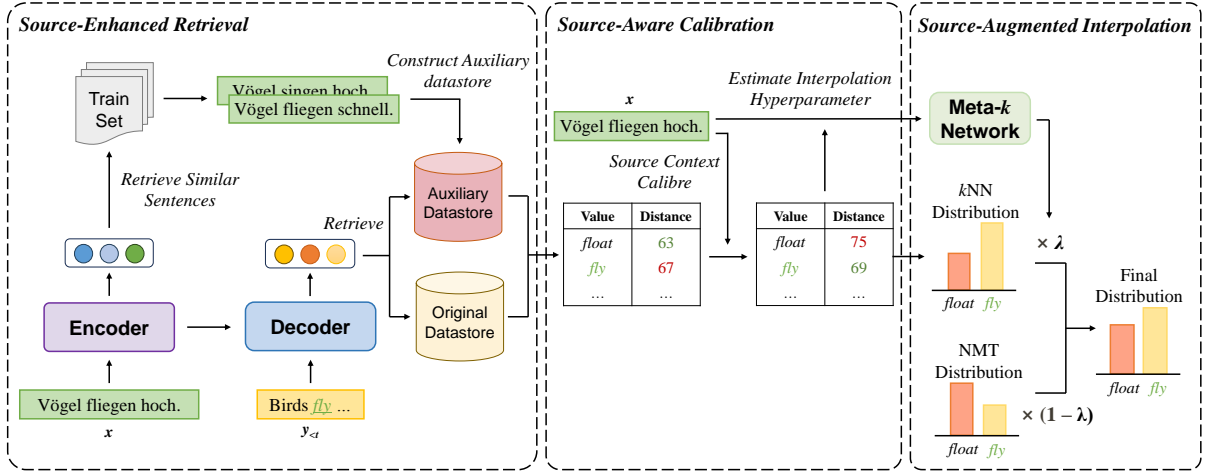 Source-Enhanced Retrieval
Train
Set
Vögel singen hoch
Vögel fliegen schnell.
Construct Auxiliary
datastore
Retrieve Similar
Sentences
Retrieve
Auxiliary
Datastore
Original
Datastore
Encoder
Decoder
Vögel fliegen hoch.
x
Birds fly ...
y<t
Source-Aware Calibration
x
Vögel fliegen hoch.
Estimate Interpolation
Hyperparameter
Source Context
Calibre
Value Distance
float 63
fly 67
... ...
Value Distance
float 75
fly 69
... ...
Source-Augmented Interpolation
Meta-k
Network
kNN
Distribution
float fly
× λ
NMT
Distribution
float fly
× (1 − λ)
Final
Distribution
float fly